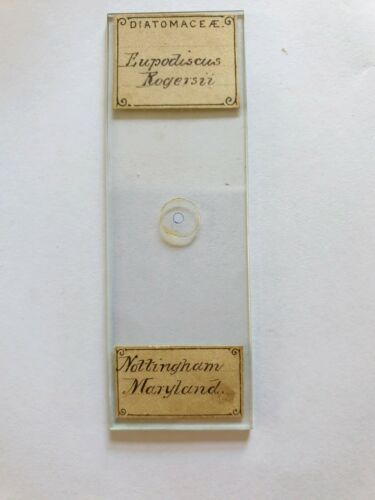 DIATOMACEÆ.
Eupodiscus
Rogersii
Nottingham
Maryland.